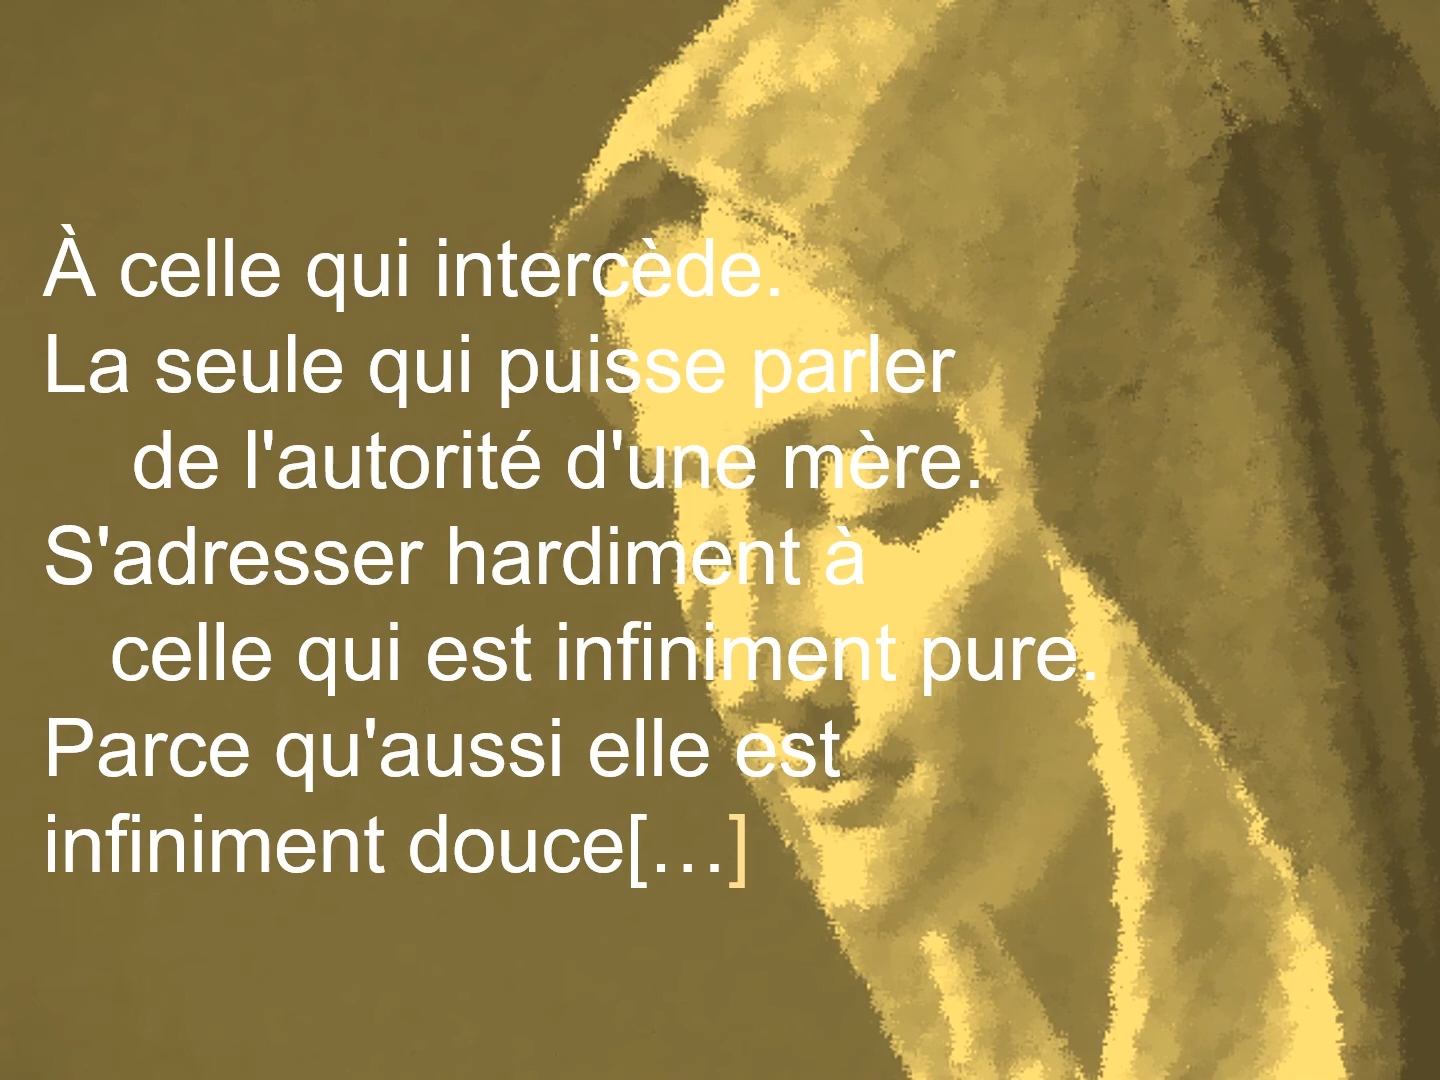 À celle qui intercède.
La seule qui puisse parler
de l'autorité d'une mère.
S'adresser hardiment à
celle qui est infiniment pure.
Parce qu'aussi elle est
infiniment douce[…]